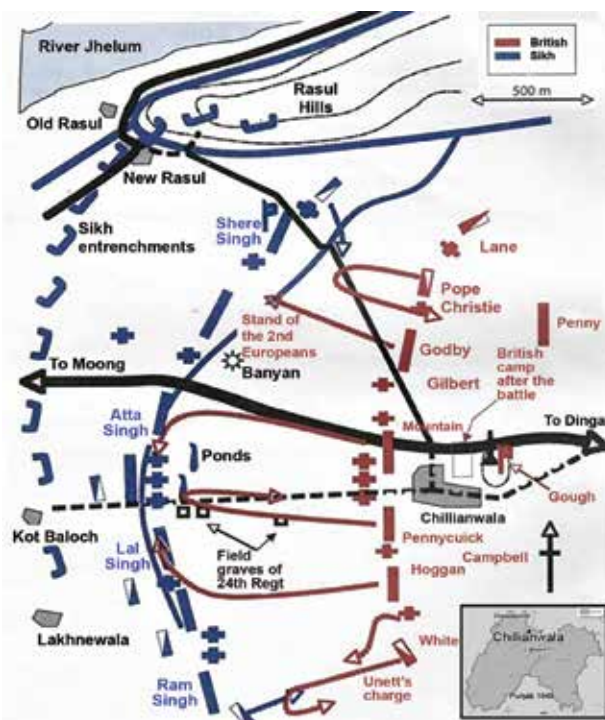 River Jhelum
British
Sikh
500 m
Old Rasul
Rasul
Hills
New Rasul
Sikh
entrenchments
Shere
Singh
Lane
Pope
Christie
Penny
Stand of
the 2nd
Europeans
Godby
British
camp
after the
battle
Gilbert
To Moong
Banyan
To Dinga
Atta
Singh
Mountain
Ponds
Gough
Chillianwala
Kot Baloch
Pennycuick
Campbell
Lal
Singh
Field
graves of
24th Regt
Hoggan
Lakhnewala
White
Chillianwala
Ram
Singh
Unett's
charge